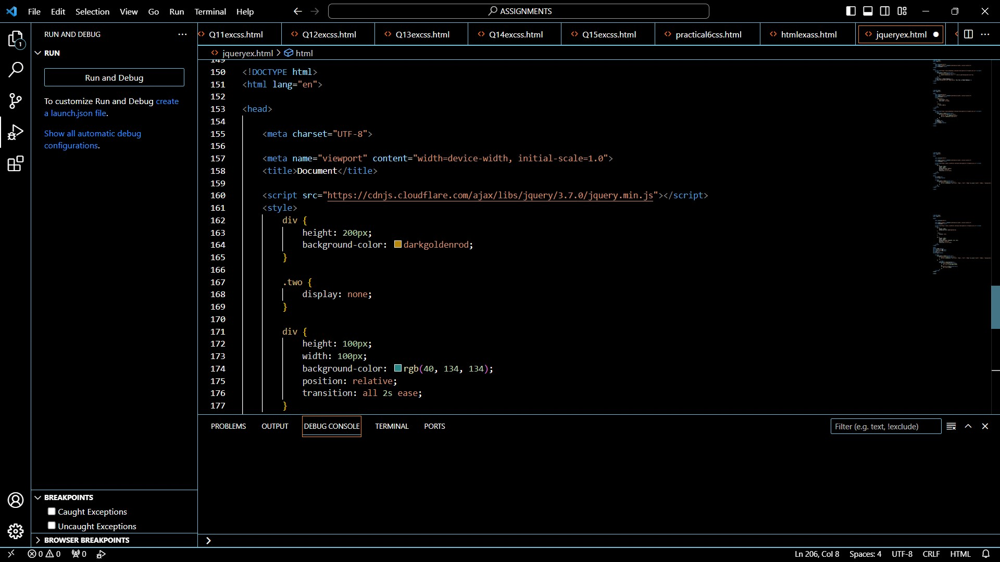 File Edit Selection View Go Run Terminal Help
ASSIGNMENTS
RUN AND DEBUG
RUN
Run and Debug
To customize Run and Debug create
a launch.json file.
Show all automatic debug
configurations.
Q11excss.html Q12excss.html Q13excss.html Q14excss.html Q15excss.html practical6css.html htmlexass.html jqueryex.html
jqueryex.html > html
149
150 <!DOCTYPE html>
151 <html lang="en">
152
153 <head>
154
155 <meta charset="UTF-8">
156
157 <meta name="viewport" content="width=device-width, initial-scale=1.0">
158 <title>Document</title>
159
160 <script src="https://cdnjs.cloudflare.com/ajax/libs/jquery/3.7.0/jquery.min.js"></script>
161 <style>
162 div {
163 height: 200px;
164 background-color: darkgoldenrod;
165 }
166
167 .two {
168 display: none;
169 }
170
171 div {
172 height: 100px;
173 width: 100px;
174 background-color: rgb(40, 134, 134);
175 position: relative;
176 transition: all 2s ease;
177 }
PROBLEMS OUTPUT DEBUG CONSOLE TERMINAL PORTS
Filter (e.g. text, !exclude)
1
BREAKPOINTS
Caught Exceptions
Uncaught Exceptions
BROWSER BREAKPOINTS
0 0 0
Ln 206, Col 8 Spaces: 4 UTF-8 CRLF HTML